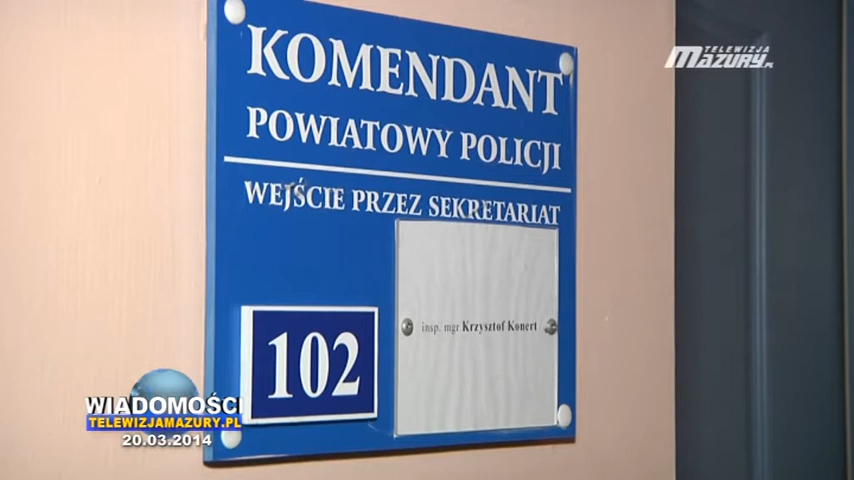 TELEWIZJA
MAZURY.PL
KOMENDANT
POWIATOWY POLICJI
WEJŚCIE PRZEZ SEKRETARIAT
insp. mgr Krzysztof Konert
102
WIADOMOŚCI
TELEWIZJAMAZURY.PL
20.03.2014